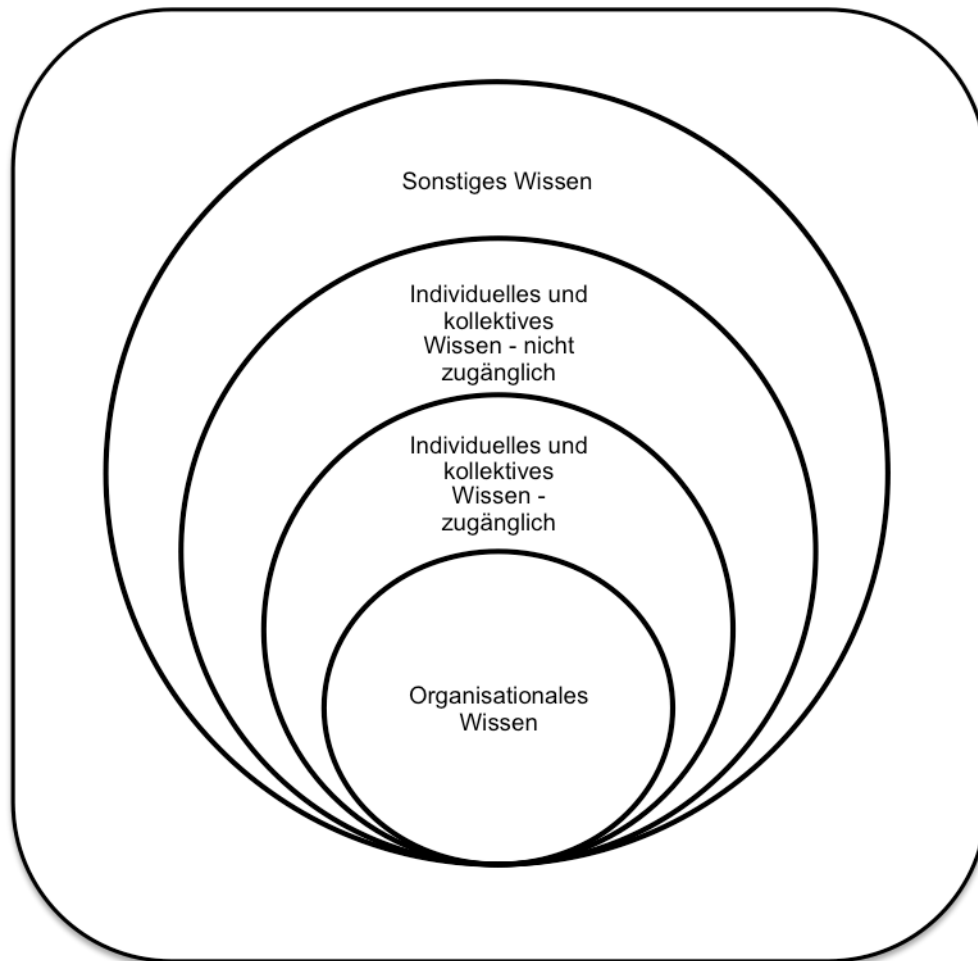 Sonstiges Wissen
Individuelles und
kollektives
Wissen - nicht
zugänglich
Individuelles und
kollektives
Wissen -
zugänglich
Organisationales
Wissen